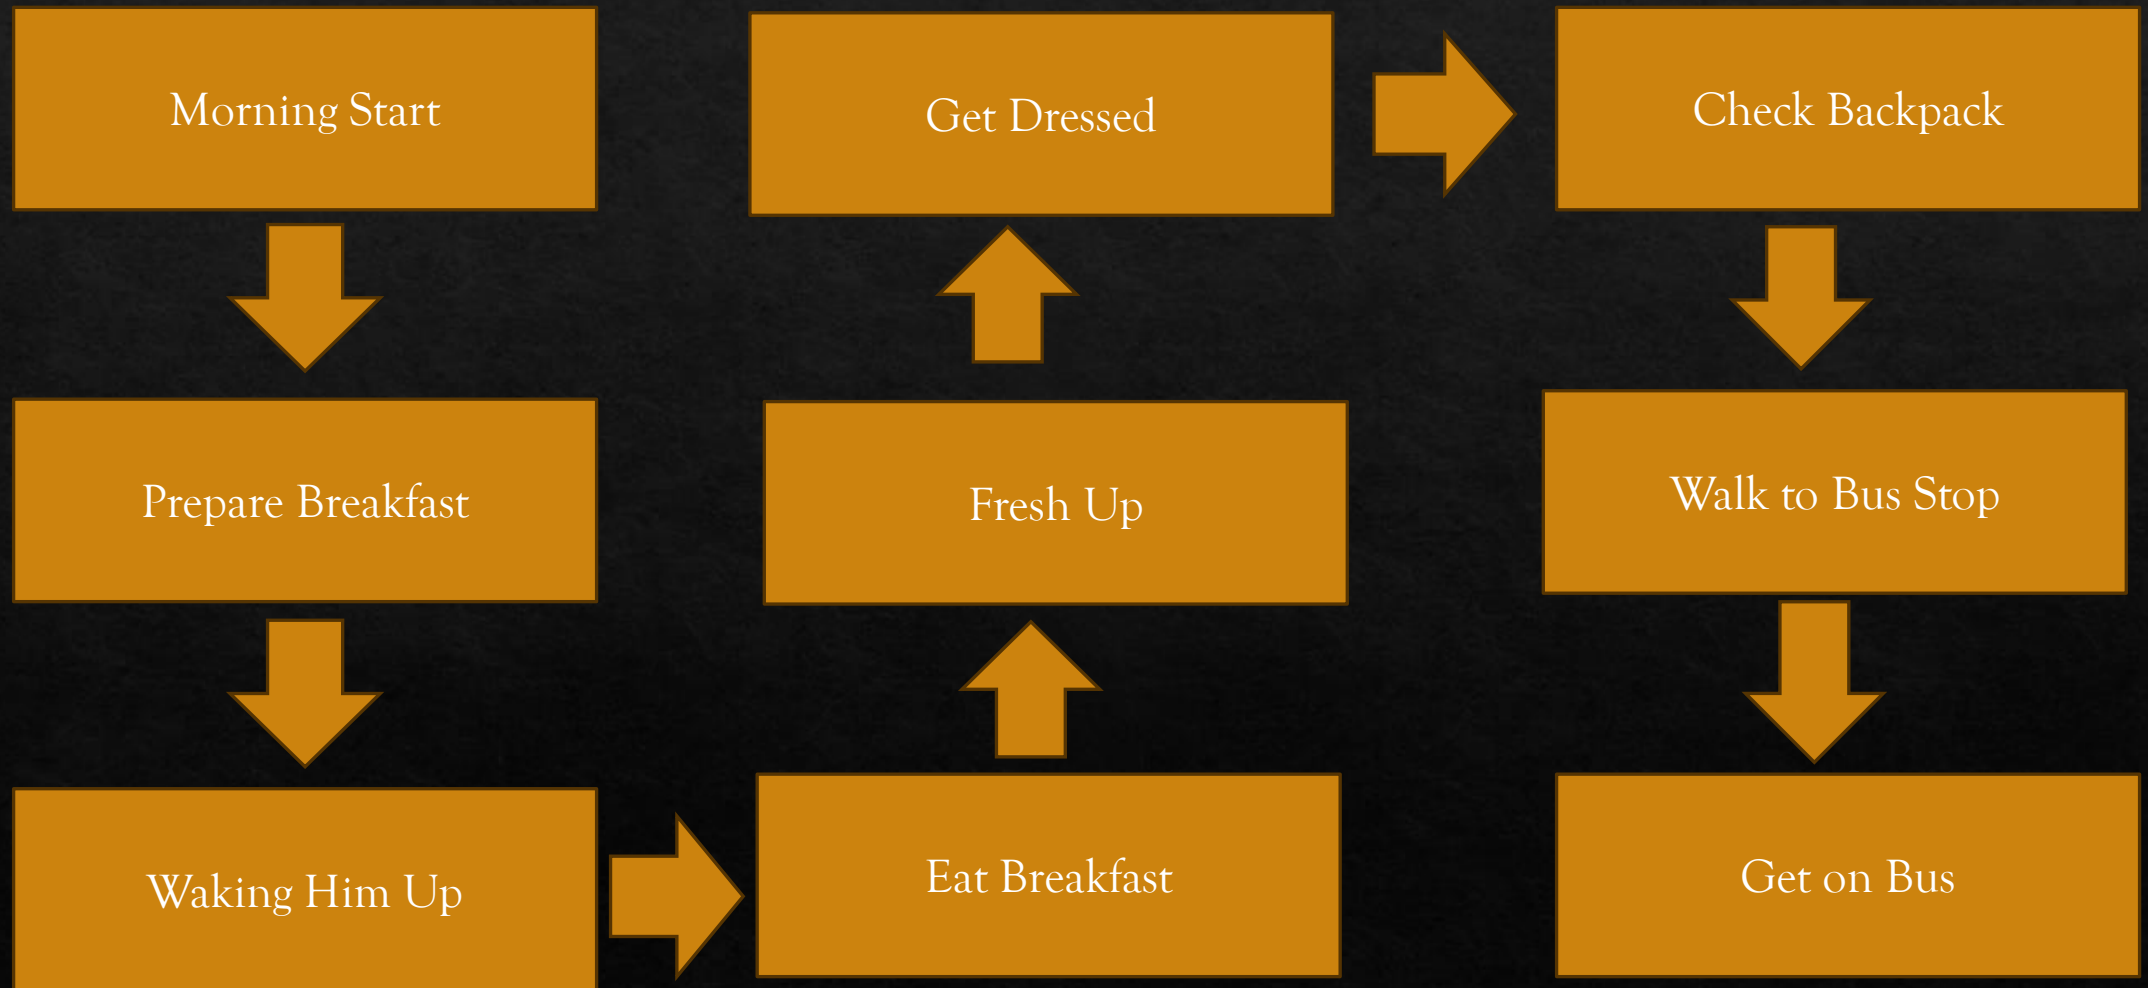 Morning Start
Prepare Breakfast
Waking Him Up
Eat Breakfast
Fresh Up
Get Dressed
Check Backpack
Walk to Bus Stop
Get on Bus